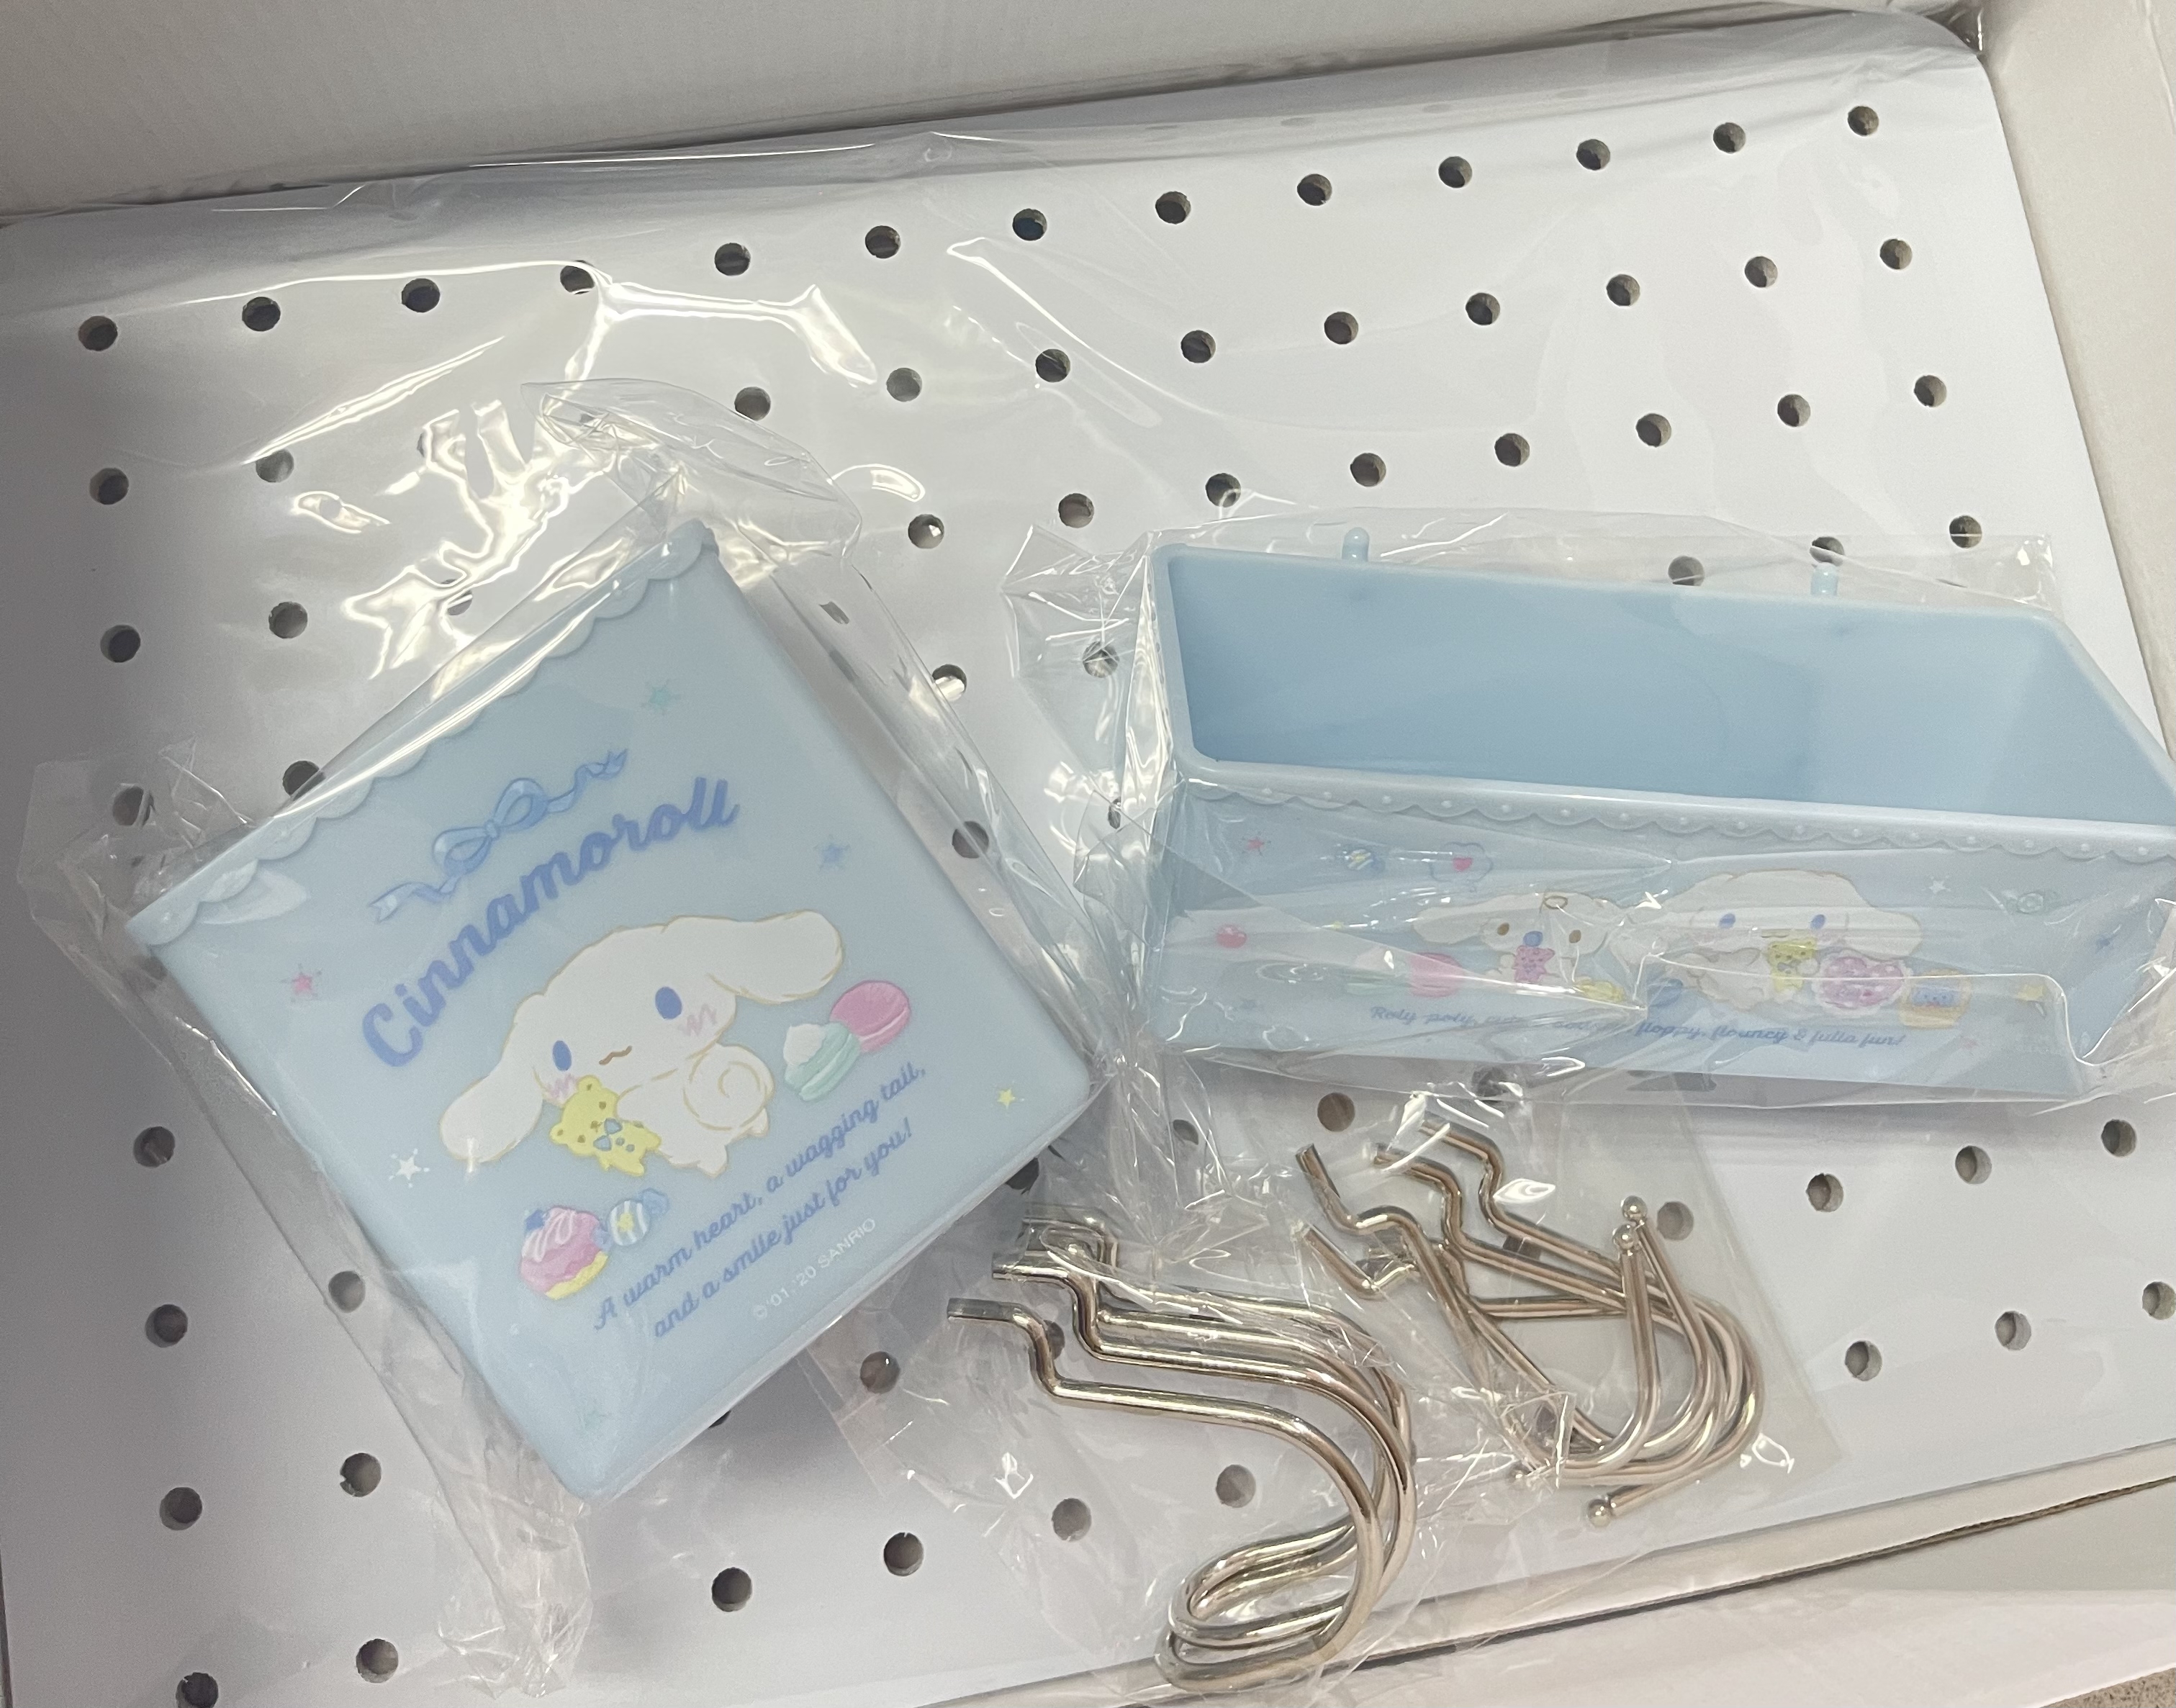 Cinnamoroll
A warm heart, a wagging tail,
and a smile just for you!
© '01, '20 SANRIO
Roly-poly, floppy, flouncy & fulla fun!